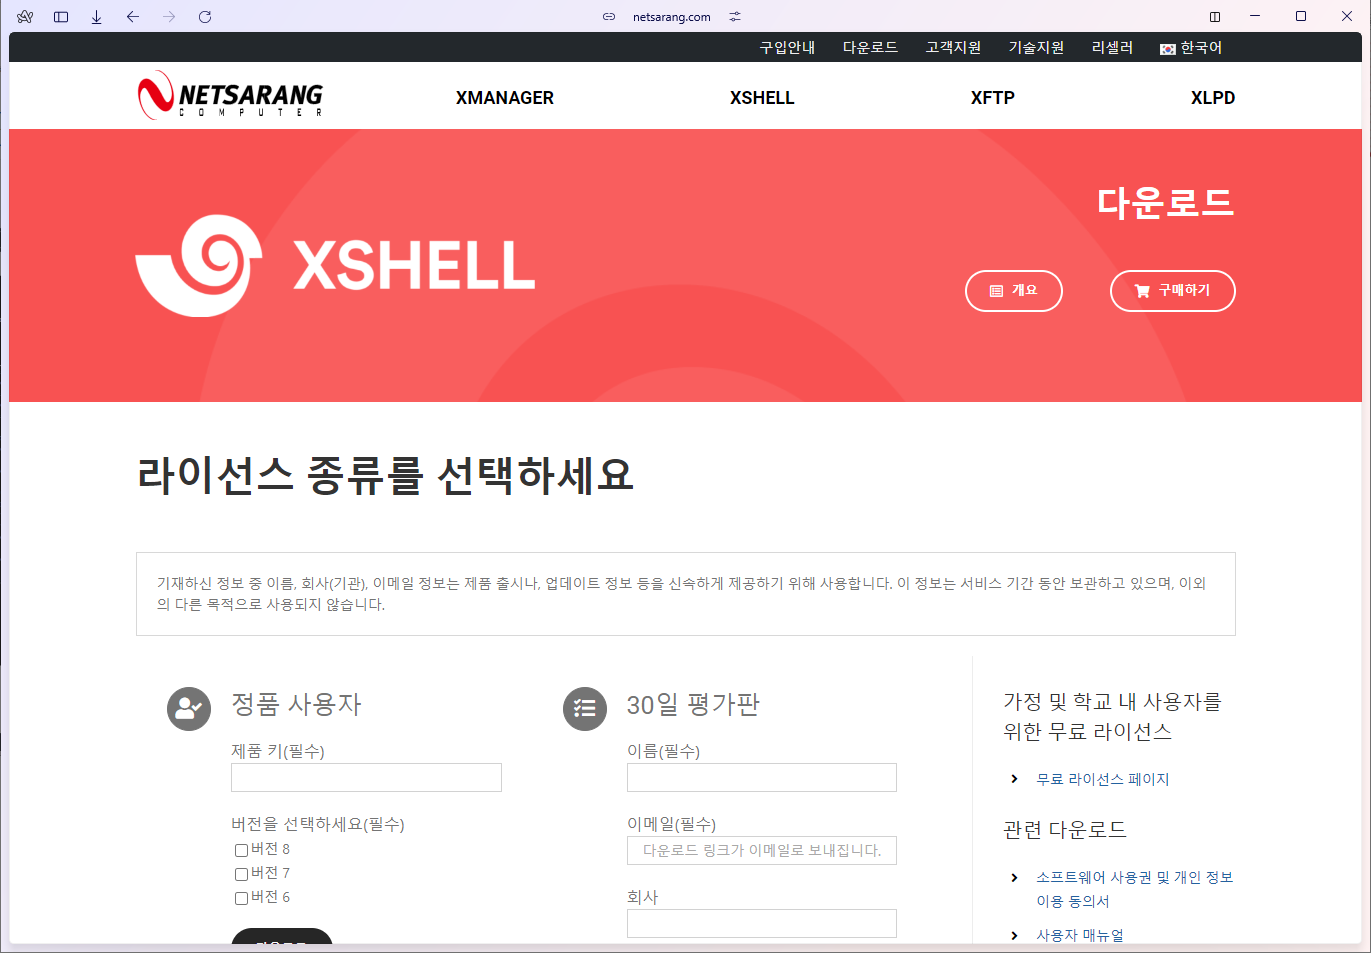 netsarang.com
구입안내 다운로드 고객지원 기술지원 리셀러 한국어
NETSARANG
COMPUTER
XMANAGER XSHELL XFTP XLPD
다운로드
XSHELL
개요 구매하기
라이선스 종류를 선택하세요
기재하신 정보 중 이름, 회사(기관), 이메일 정보는 제품 출시나, 업데이트 정보 등을 신속하게 제공하기 위해 사용합니다. 이 정보는 서비스 기간 동안 보관하고 있으며, 이외
의 다른 목적으로 사용되지 않습니다.
정품 사용자
제품 키(필수)
버전을 선택하세요(필수)
버전 8
버전 7
버전 6
30일 평가판
이름(필수)
이메일(필수)
다운로드 링크가 이메일로 보내집니다.
회사
가정 및 학교 내 사용자를
위한 무료 라이선스
무료 라이선스 페이지
관련 다운로드
소프트웨어 사용권 및 개인 정보
이용 동의서
사용자 매뉴얼